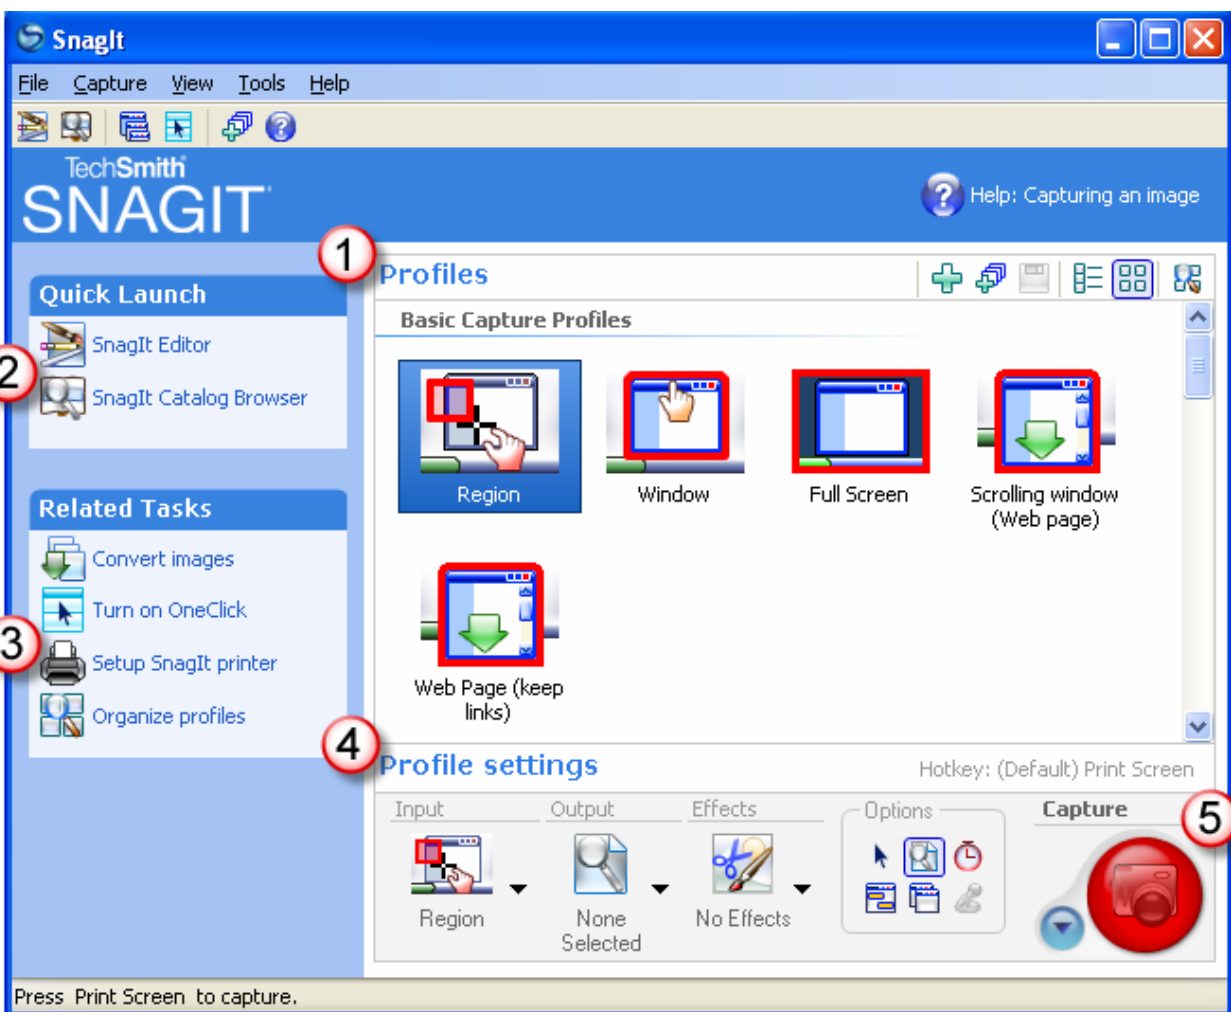 SnagIt
File Capture View Tools Help
TechSmith
SNAGIT
Help: Capturing an image
1
Profiles
Quick Launch
Basic Capture Profiles
SnagIt Editor
2
SnagIt Catalog Browser
Region
Window
Full Screen
Scrolling window
(Web page)
Related Tasks
Convert images
Turn on OneClick
3
Setup SnagIt printer
Organize profiles
Web Page (keep
links)
4
Profile settings
Hotkey: (Default) Print Screen
Input
Output
Effects
Options
Capture
5
Region
None
Selected
No Effects
Press Print Screen to capture.